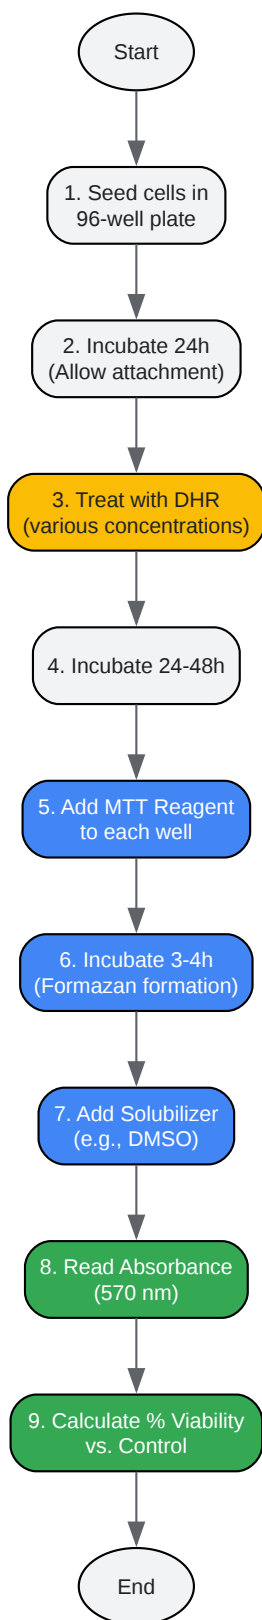 Start
1. Seed cells in
96-well plate
2. Incubate 24h
(Allow attachment)
3. Treat with DHR
(various concentrations)
4. Incubate 24-48h
5. Add MTT Reagent
to each well
6. Incubate 3-4h
(Formazan formation)
7. Add Solubilizer
(e.g., DMSO)
8. Read Absorbance
(570 nm)
9. Calculate % Viability
vs. Control
End